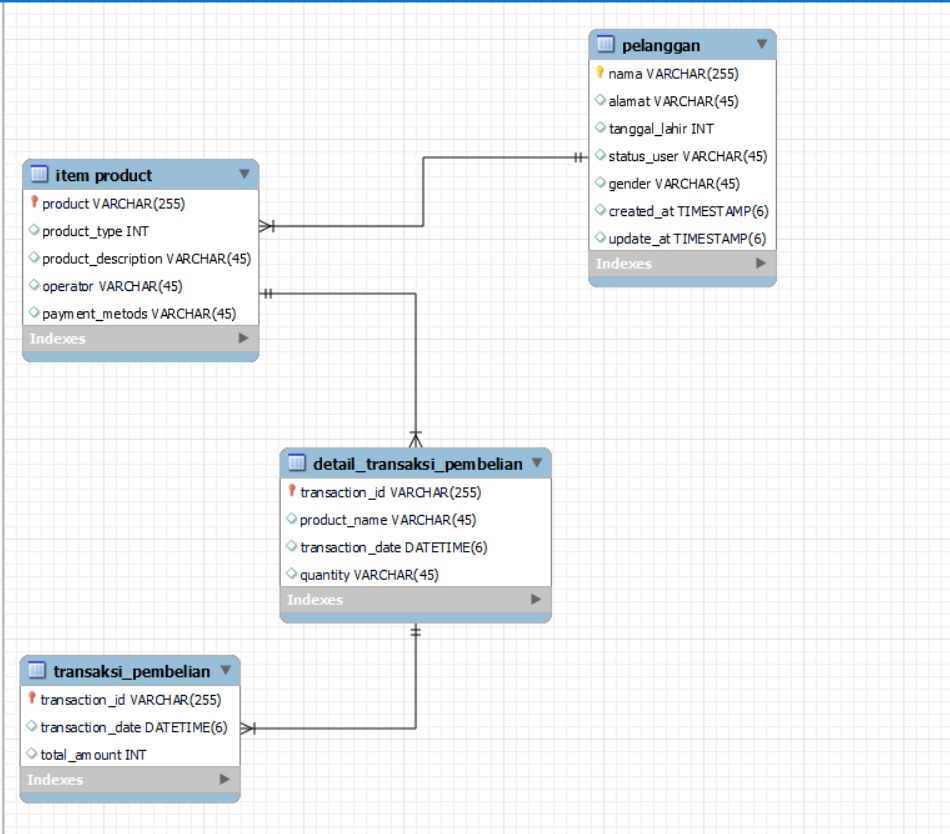 pelanggan
nama VARCHAR(255)
alamat VARCHAR(45)
tanggal_lahir INT
status_user VARCHAR(45)
gender VARCHAR(45)
created_at TIMESTAMP(6)
update_at TIMESTAMP(6)
Indexes
item product
product VARCHAR(255)
product_type INT
product_description VARCHAR(45)
operator VARCHAR(45)
payment_metods VARCHAR(45)
Indexes
detail_transaksi_pembelian
transaction_id VARCHAR(255)
product_name VARCHAR(45)
transaction_date DATETIME(6)
quantity VARCHAR(45)
Indexes
transaksi_pembelian
transaction_id VARCHAR(255)
transaction_date DATETIME(6)
total_amount INT
Indexes